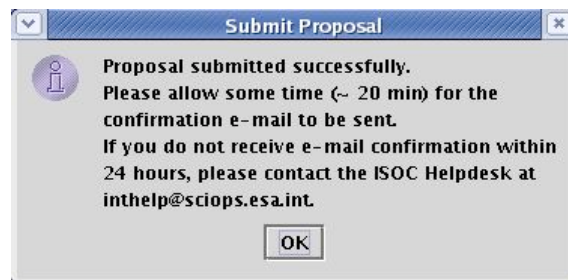 Submit Proposal
Proposal submitted successfully.
Please allow some time (~ 20 min) for the
confirmation e-mail to be sent.
If you do not receive e-mail confirmation within
24 hours, please contact the ISOC Helpdesk at
inthelp@sciops.esa.int.
OK